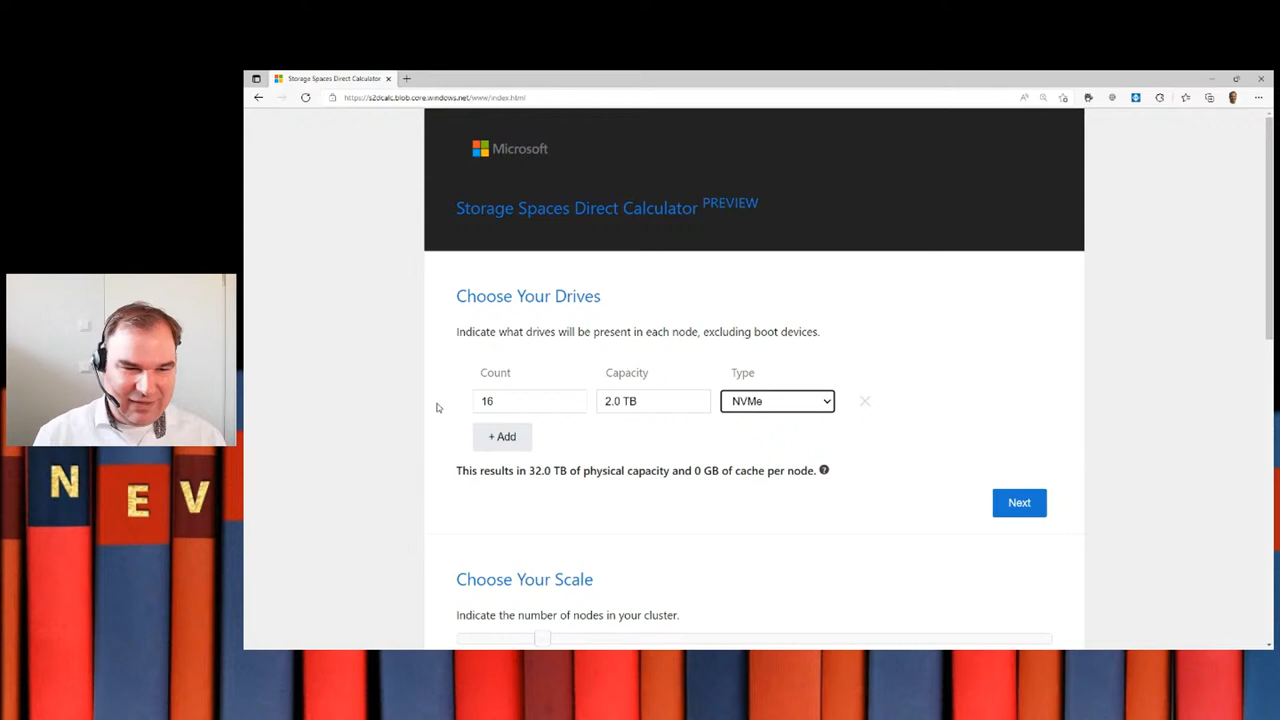 Storage Spaces Direct Calculator
https://s2dcalc.blob.core.windows.net/www/index.html
Microsoft
Storage Spaces Direct Calculator PREVIEW
Choose Your Drives
Indicate what drives will be present in each node, excluding boot devices.
Count Capacity Type
16 2.0 TB NVMe
+ Add
This results in 32.0 TB of physical capacity and 0 GB of cache per node.
Next
Choose Your Scale
Indicate the number of nodes in your cluster.
N E V